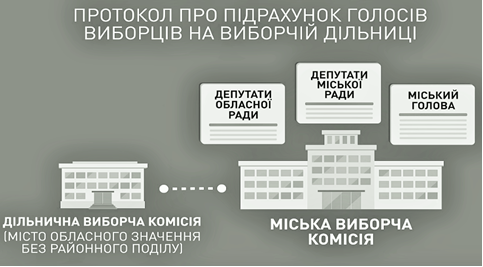 ПРОТОКОЛ ПРО ПІДРАХУНОК ГОЛОСІВ
ВИБОРЦІВ НА ВИБОРЧІЙ ДІЛЬНИЦІ
ДЕПУТАТИ
ОБЛАСНОЇ
РАДИ
ДЕПУТАТИ
МІСЬКОЇ
РАДИ
МІСЬКИЙ
ГОЛОВА
ДІЛЬНИЧНА ВИБОРЧА КОМІСІЯ
(МІСТО ОБЛАСНОГО ЗНАЧЕННЯ
БЕЗ РАЙОННОГО ПОДІЛУ)
МІСЬКА ВИБОРЧА
КОМІСІЯ